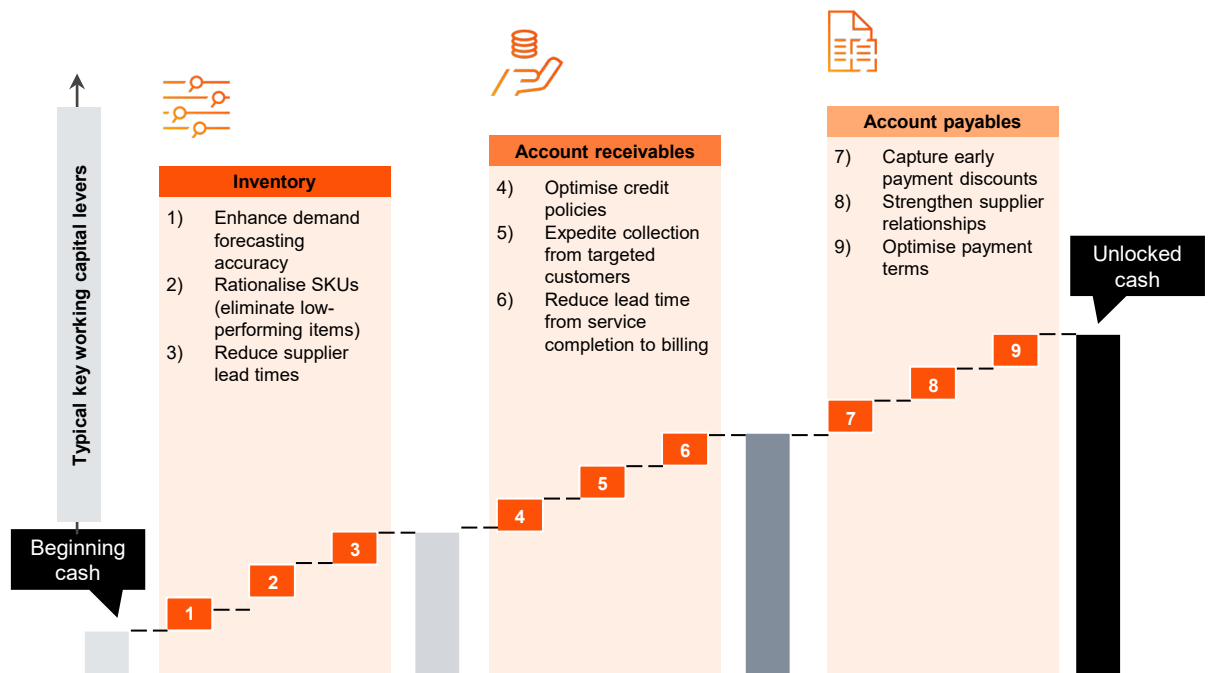 Typical key working capital levers
Beginning
cash
Inventory
1) Enhance demand
forecasting
accuracy
2) Rationalise SKUs
(eliminate low-
performing items)
3) Reduce supplier
lead times
1
2
3
Account receivables
4) Optimise credit
policies
5) Expedite collection
from targeted
customers
6) Reduce lead time
from service
completion to billing
4
5
6
Account payables
7) Capture early
payment discounts
8) Strengthen supplier
relationships
9) Optimise payment
terms
7
8
9
Unlocked
cash